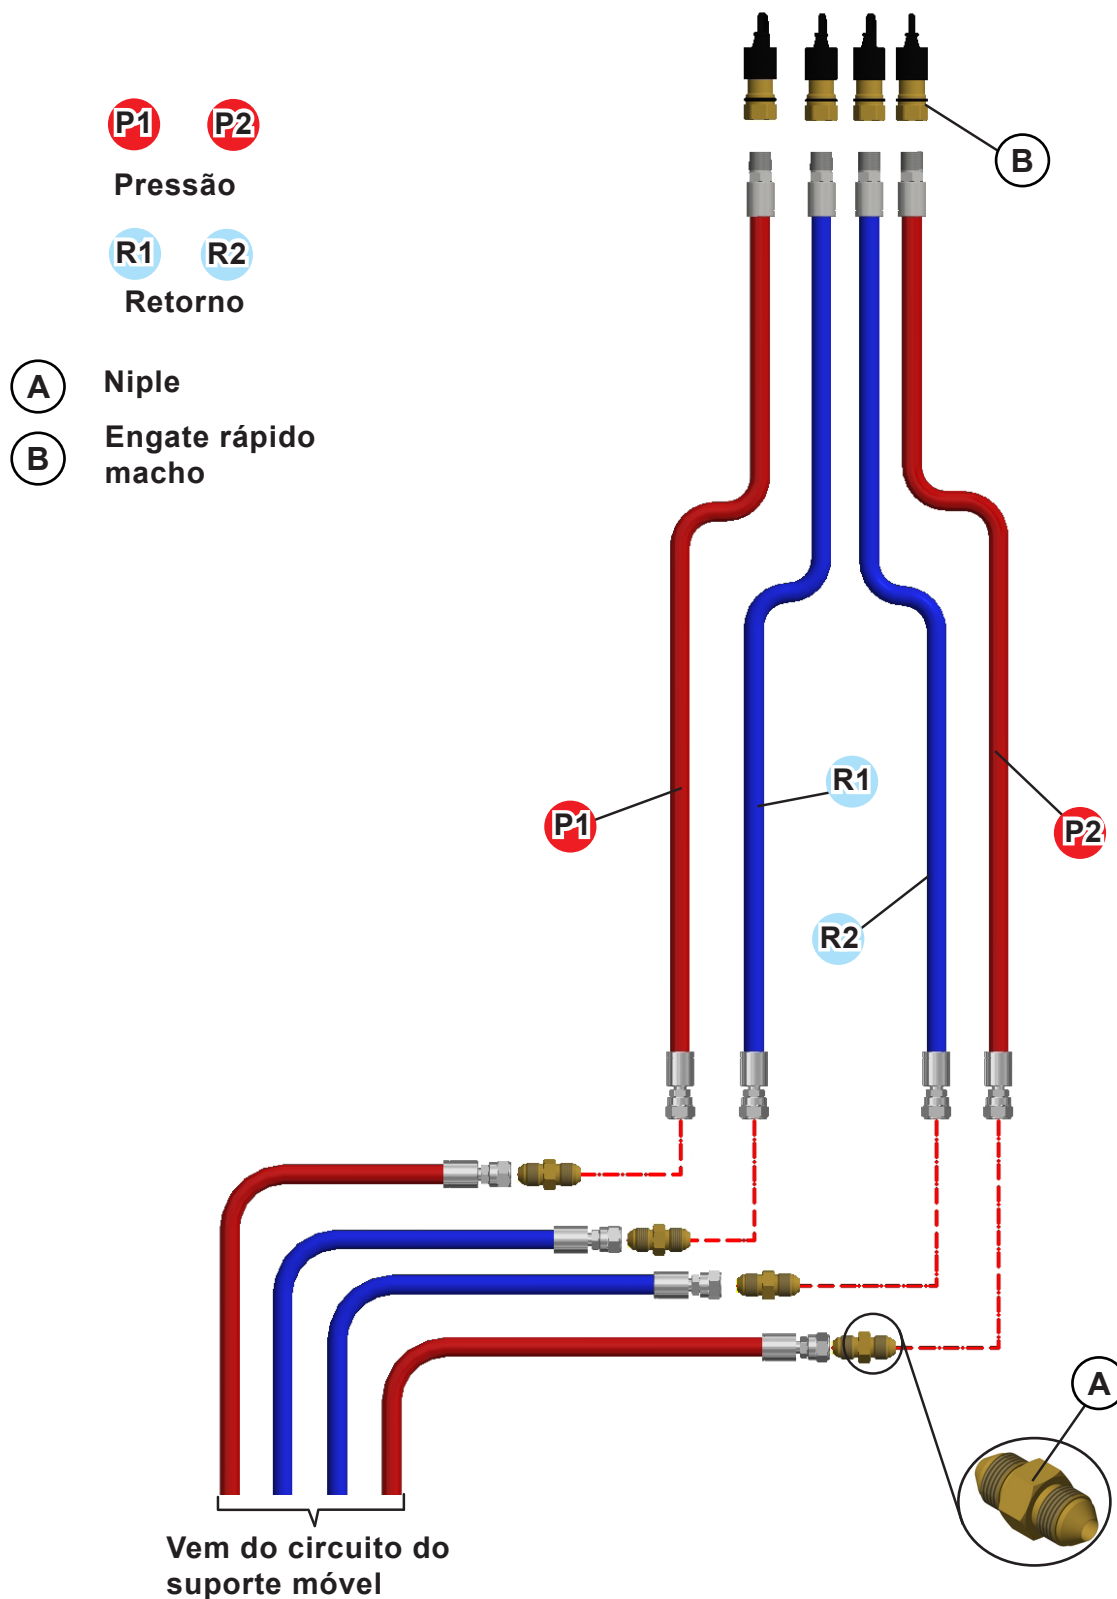 P1 P2
Pressão
R1 R2
Retorno
A Niple
B Engate rápido
macho
B
R1
P1
P2
R2
A
Vem do circuito do
suporte móvel